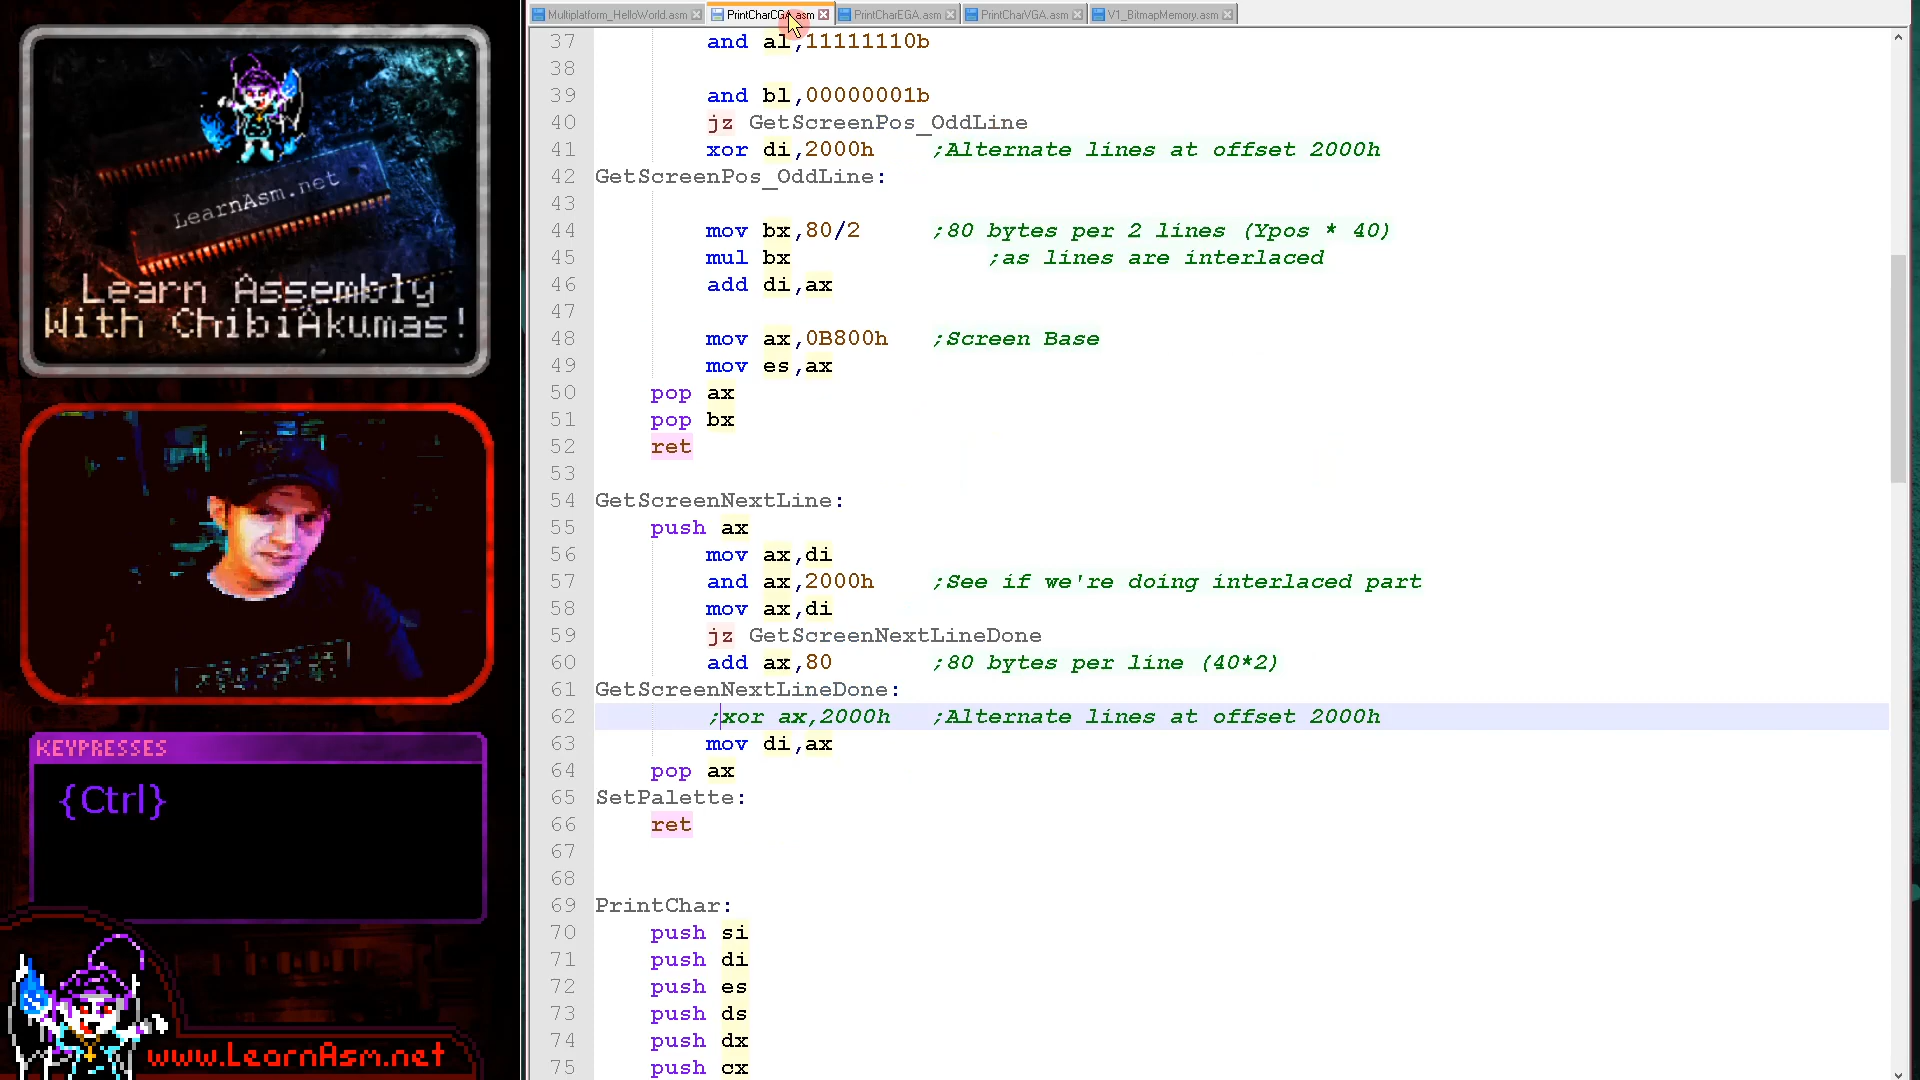 Multiplatform_HelloWorld.asm PrintCharCGA.asm PrintCharEGA.asm PrintCharVGA.asm V1_BitmapMemory.asm
37 and al,11111110b
38
39 and bl,00000001b
40 jz GetScreenPos_OddLine
41 xor di,2000h ;Alternate lines at offset 2000h
42 GetScreenPos_OddLine:
43
44 mov bx,80/2 ;80 bytes per 2 lines (Ypos * 40)
45 mul bx ;as lines are interlaced
46 add di,ax
47
48 mov ax,0B800h ;Screen Base
49 mov es,ax
50 pop ax
51 pop bx
52 ret
53
54 GetScreenNextLine:
55 push ax
56 mov ax,di
57 and ax,2000h ;See if we're doing interlaced part
58 mov ax,di
59 jz GetScreenNextLineDone
60 add ax,80 ;80 bytes per line (40*2)
61 GetScreenNextLineDone:
62 ;xor ax,2000h ;Alternate lines at offset 2000h
63 mov di,ax
64 pop ax
65 SetPalette:
66 ret
67
68
69 PrintChar:
70 push si
71 push di
72 push es
73 push ds
74 push dx
75 push cx
LearnAsm.net
Learn Assembly
With ChibiAkumas!
KEYPRESSES
{Ctrl}
www.LearnAsm.net